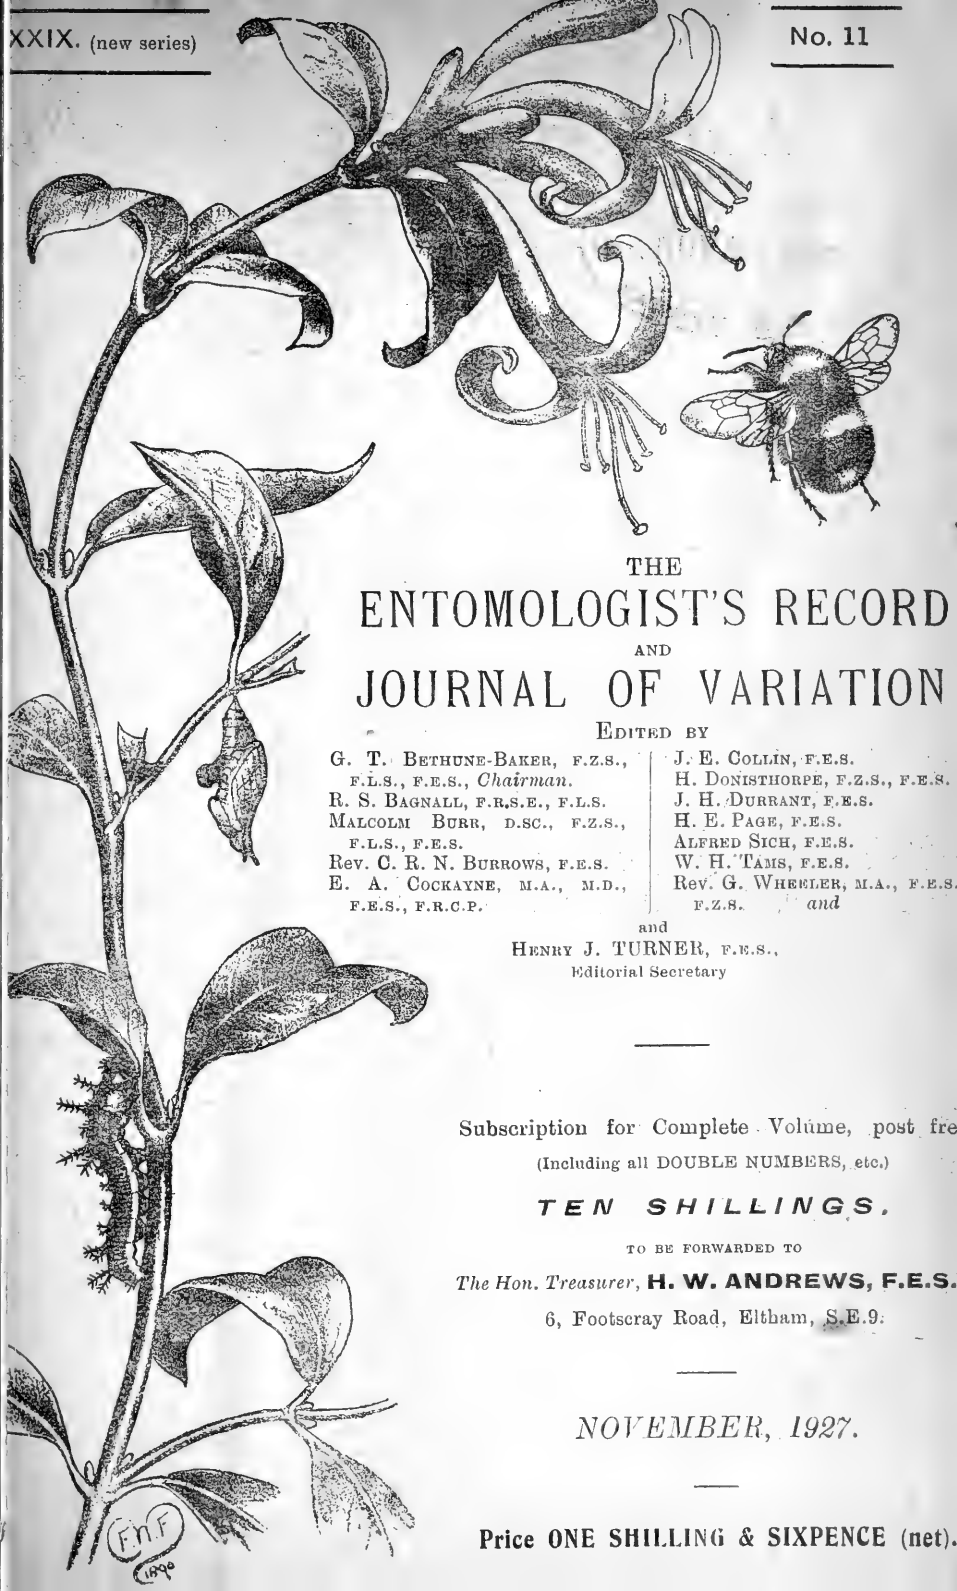 XXIX. (new series)
No. 11
THE
ENTOMOLOGIST'S RECORD
AND
JOURNAL OF VARIATION
EDITED BY
G. T. BETHUNE-BAKER, F.Z.S.,
F.L.S., F.E.S., Chairman.
R. S. BAGNALL, F.R.S.E., F.L.S.
MALCOLM BURR, D.SC., F.Z.S.,
F.L.S., F.E.S.
Rev. C. R. N. BURROWS, F.E.S.
E. A. COCKAYNE, M.A., M.D.,
F.E.S., F.R.C.P.
J. E. COLLIN, F.E.S.
H. DONISTHORPE, F.Z.S., F.E.S.
J. H. DURRANT, F.E.S.
H. E. PAGE, F.E.S.
ALFRED SICH, F.E.S.
W. H. TAMS, F.E.S.
Rev. G. WHEELER, M.A., F.E.S.
F.Z.S., and
and
HENRY J. TURNER, F.E.S.,
Editorial Secretary
Subscription for Complete Volume, post fre
(Including all DOUBLE NUMBERS, etc.)
TEN SHILLINGS.
TO BE FORWARDED TO
The Hon. Treasurer, H. W. ANDREWS, F.E.S.
6, Footscray Road, Eltham, S.E.9.
NOVEMBER, 1927.
Price ONE SHILLING & SIXPENCE (net).
F.N.F
1890